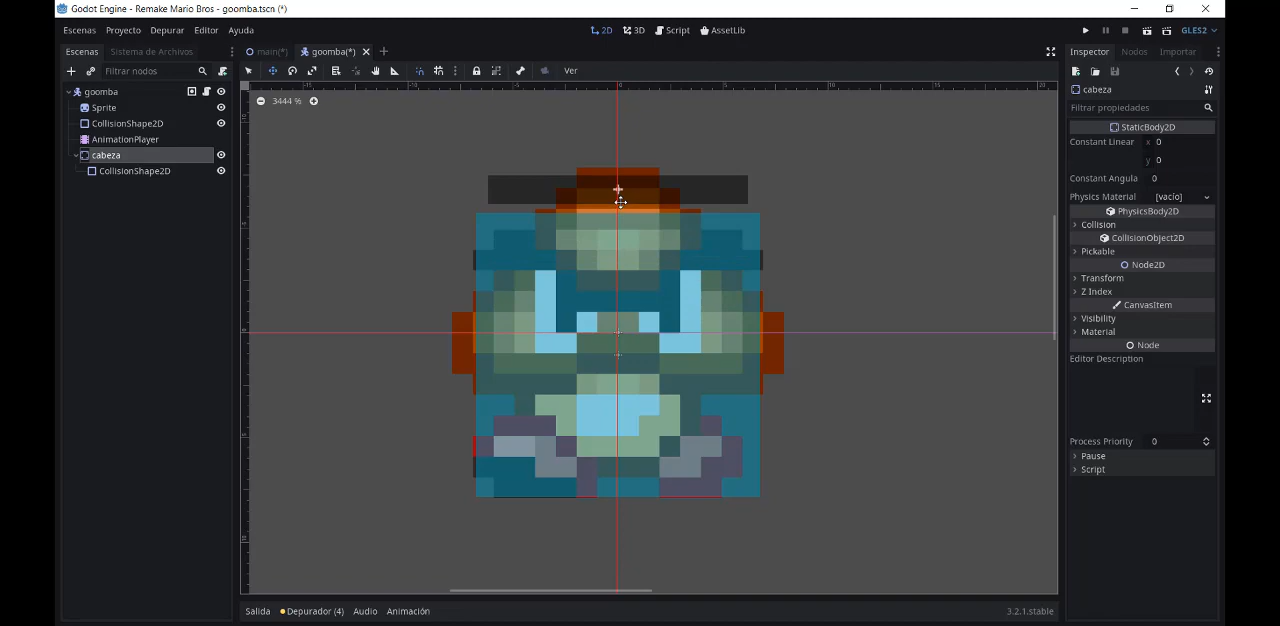 Godot Engine - Remake Mario Bros - goomba.tscn (*)
Escenas Proyecto Depurar Editor Ayuda
2D 3D Script AssetLib
GLES2
Escenas Sistema de Archivos
main(*) goomba(*)
Inspector Nodos Importar
Filtrar nodos
Ver
goomba
Sprite
CollisionShape2D
AnimationPlayer
cabeza
CollisionShape2D
3444 %
cabeza
Filtrar propiedades
StaticBody2D
Constant Linear x 0
y 0
Constant Angula 0
Physics Material [vacío]
PhysicsBody2D
Collision
CollisionObject2D
Pickable
Node2D
Transform
Z Index
CanvasItem
Visibility
Material
Node
Editor Description
Process Priority 0
Pause
Script
Salida Depurador (4) Audio Animación
3.2.1.stable